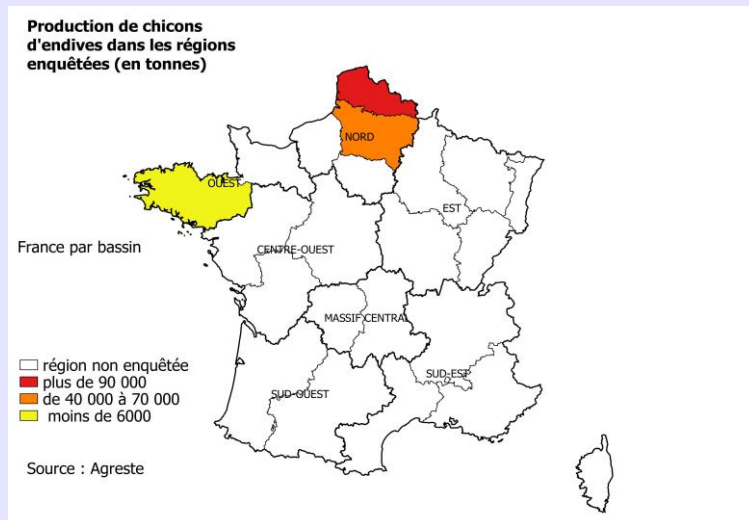 Production de chicons
d'endives dans les régions
enquêtées (en tonnes)
NORD
OUEST
EST
France par bassin
CENTRE-OUEST
MASSIF CENTRAL
région non enquêtée
plus de 90 000
SUD-EST
de 40 000 à 70 000
SUD-OUEST
moins de 6000
Source : Agreste